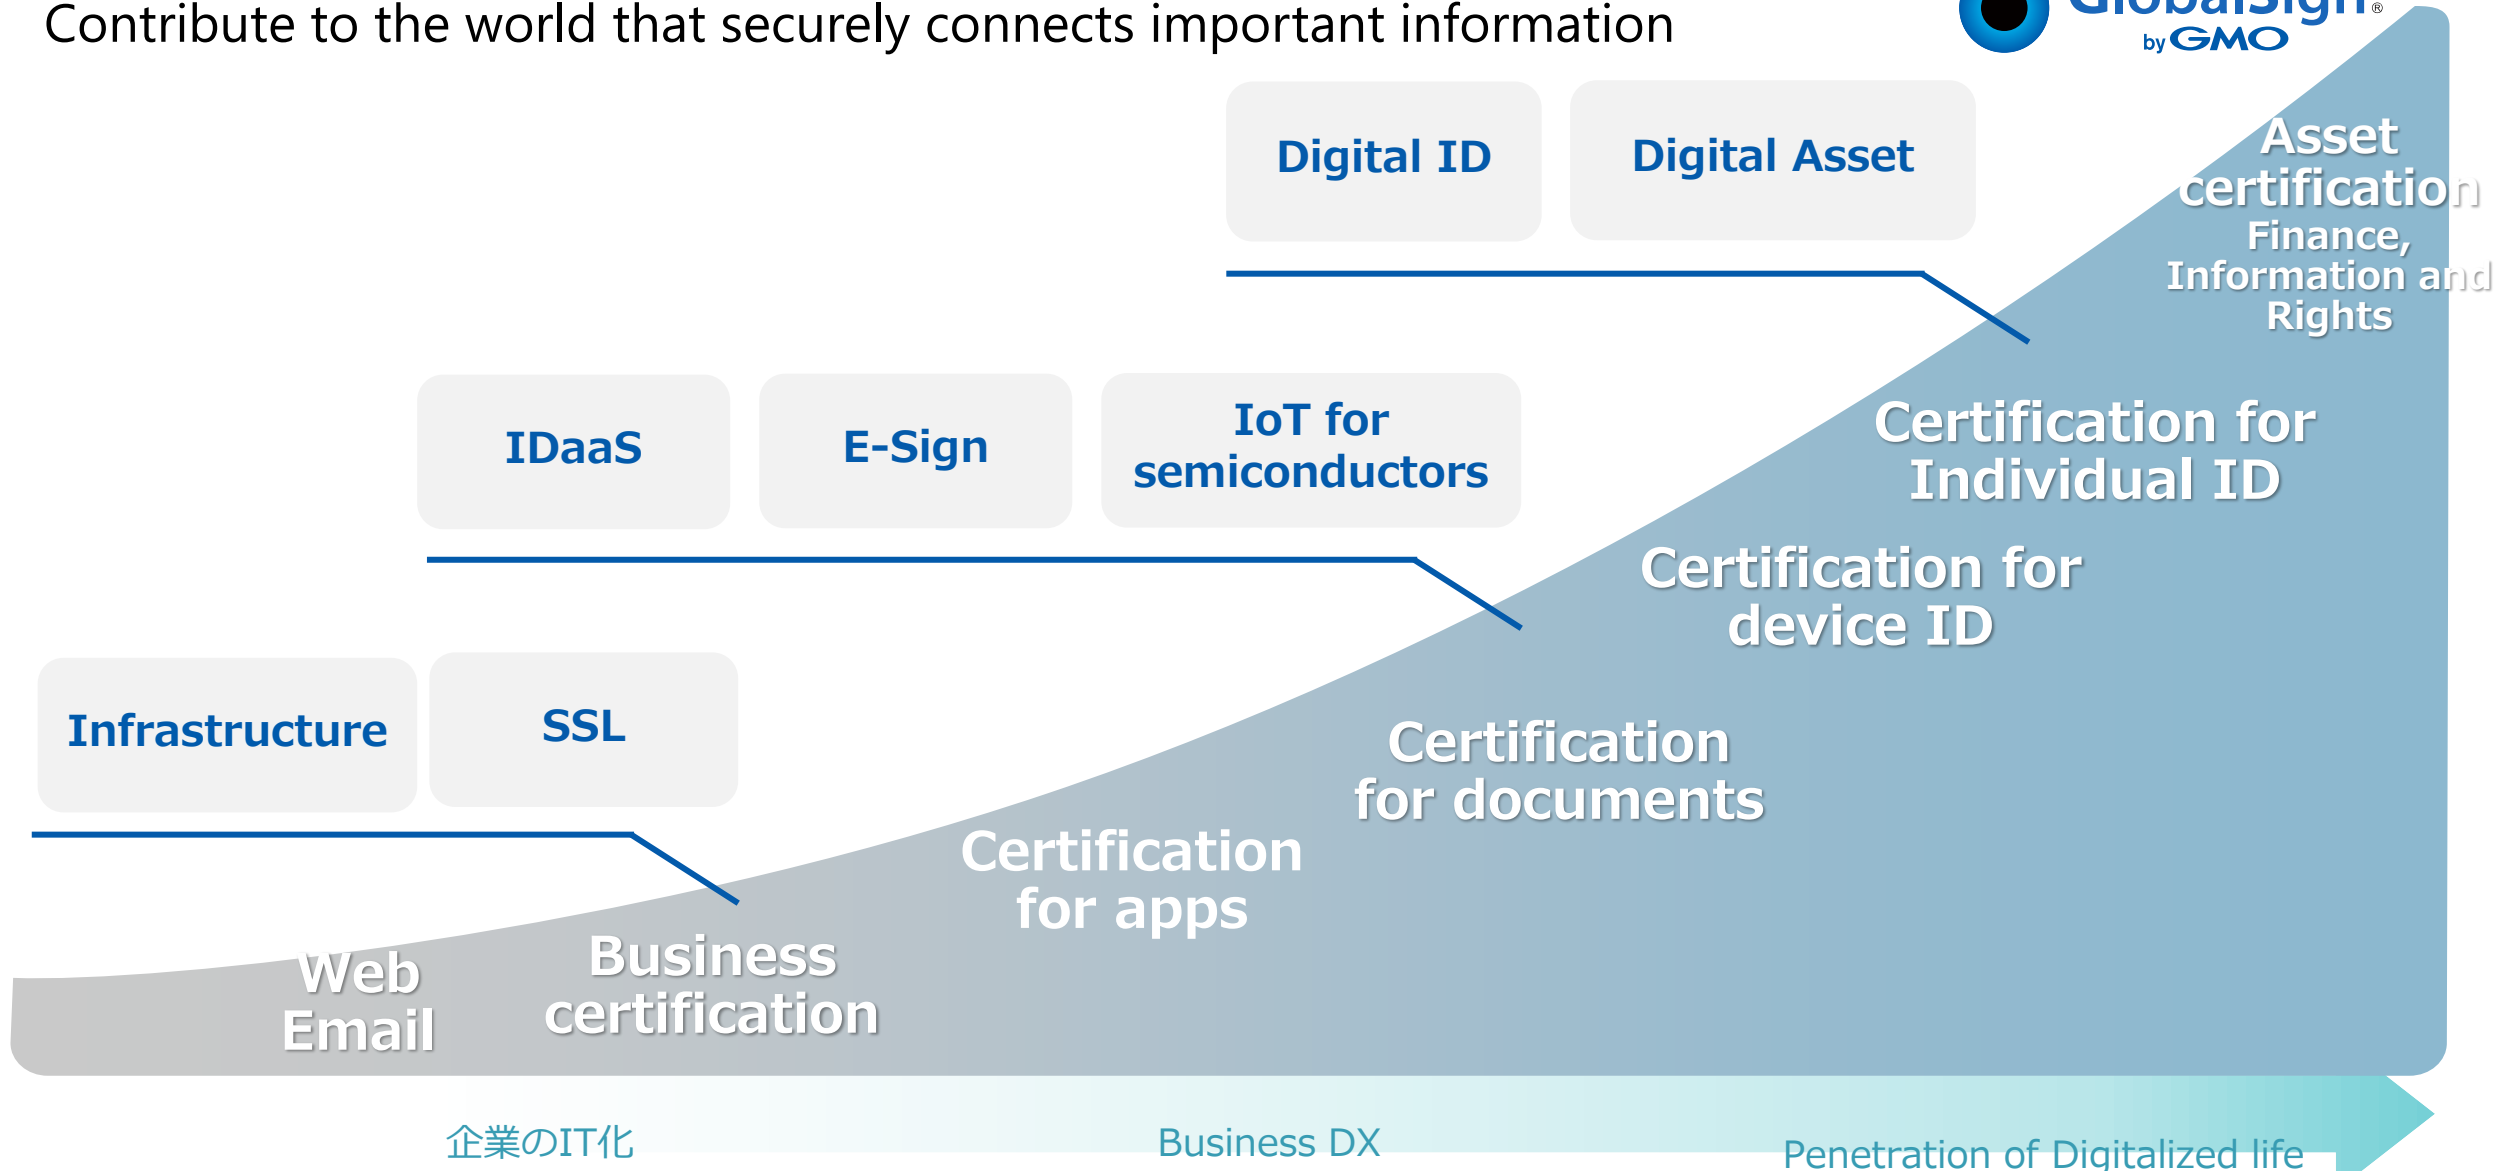 Contribute to the world that securely connects important information
GlobalSign®
by GMO
Digital ID
Digital Asset
Asset
certification
Finance,
Information and
Rights
IDaaS
E-Sign
IoT for
semiconductors
Certification for
Individual ID
Certification for
device ID
Infrastructure
SSL
Certification
for documents
Certification
for apps
Business
certification
Web
Email
企業のIT化
Business DX
Penetration of Digitalized life